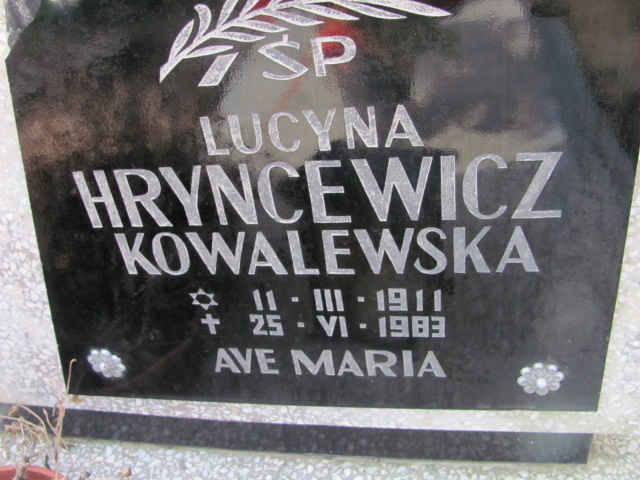 ŚP
LUCYNA
HRYNCEWICZ
KOWALEWSKA
✡ 11 - III - 1911
✝ 25 - VI - 1983
AVE MARIA